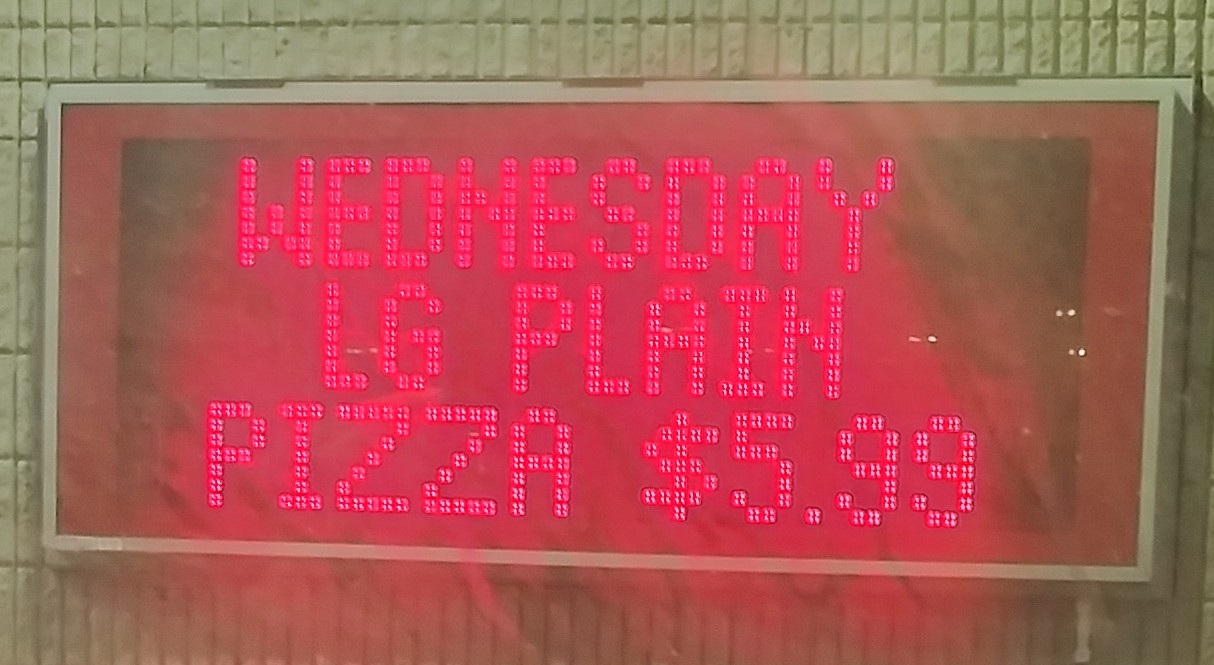 WEDNESDAY
LG PLAIN
PIZZA $5.99